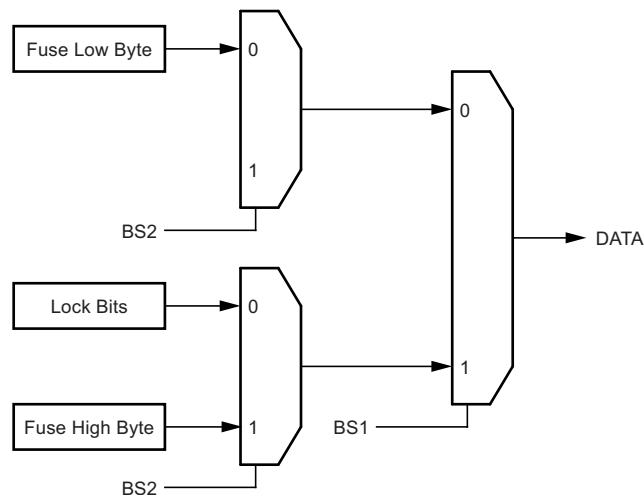 Fuse Low Byte
0
0
1
BS2
DATA
Lock Bits
0
1
Fuse High Byte
1
BS1
BS2